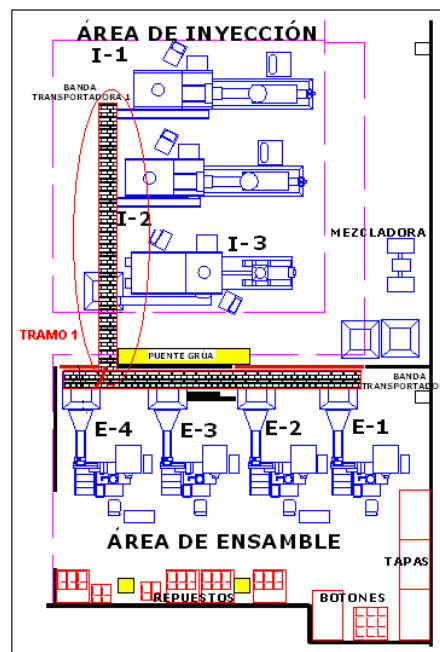 ÁREA DE INYECCIÓN
I-1
BANDA
TRANSPORTADORA 1
I-2
I-3
MEZCLADORA
TRAMO 1
PUENTE GRÚA
BANDA
TRANSPORTADO
E-4
E-3
E-2
E-1
ÁREA DE ENSAMBLE
TAPAS
REPUESTOS
BOTONES